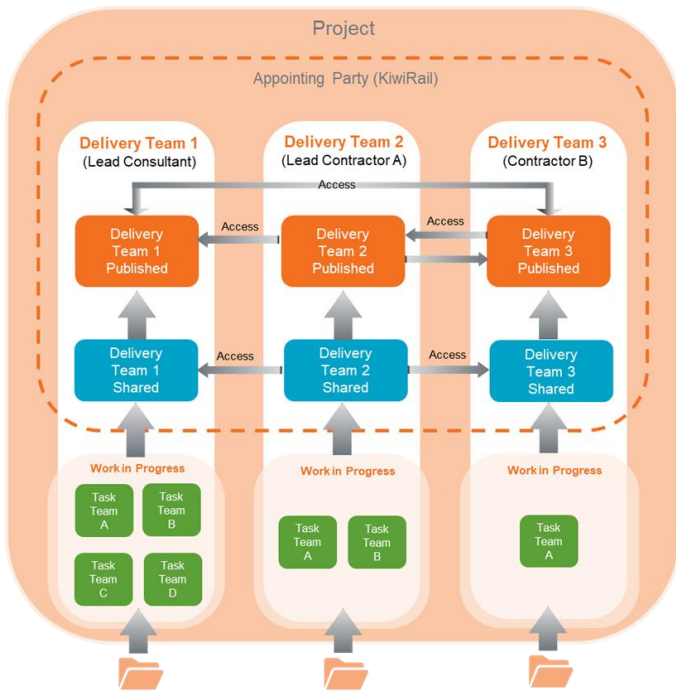 Project
Appointing Party (KiwiRail)
Delivery Team 1
(Lead Consultant)
Delivery Team 2
(Lead Contractor A)
Delivery Team 3
(Contractor B)
Access
Delivery
Team 1
Published
Access
Delivery
Team 2
Published
Access
Delivery
Team 3
Published
Delivery
Team 1
Shared
Access
Delivery
Team 2
Shared
Access
Delivery
Team 3
Shared
Work in Progress
Task
Team
A
Task
Team
B
Task
Team
C
Task
Team
D
Work in Progress
Task
Team
A
Task
Team
B
Work in Progress
Task
Team
A